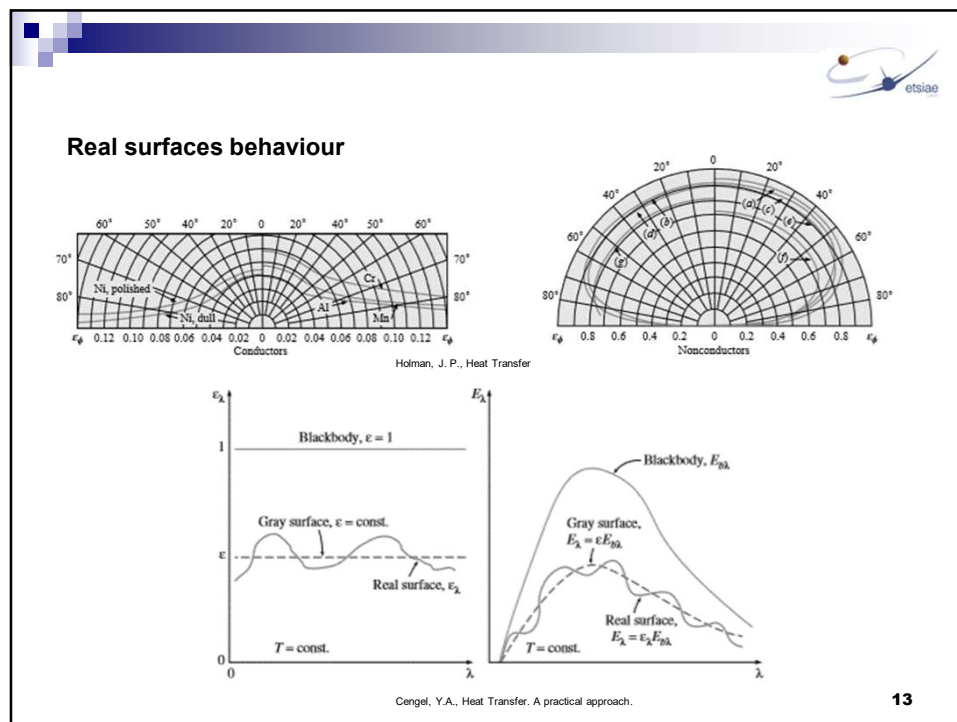 etsiae
Real surfaces behaviour
60° 50° 40° 20° 0 20° 40° 50° 60°
70° 70°
80° 80°
Ni, polished
Ni, dull
Cr
Al
Mn
εϕ 0.12 0.10 0.08 0.06 0.04 0.02 0 0.02 0.04 0.06 0.08 0.10 0.12 εϕ
Conductors
20° 0 20°
40° 40°
60° 60°
80° 80°
(a) (c) (e)
(b)
(d)
(g)
(f)
εϕ 0.8 0.6 0.4 0.2 0 0.2 0.4 0.6 0.8 εϕ
Nonconductors
Holman, J. P., Heat Transfer
ελ
1
Blackbody, ε = 1
Gray surface, ε = const.
ε
Real surface, ελ
T = const.
0
0 λ
Eλ
Blackbody, Ebλ
Gray surface,
Eλ = εEbλ
Real surface,
Eλ = ελEbλ
T = const.
λ
Cengel, Y.A., Heat Transfer. A practical approach.
13